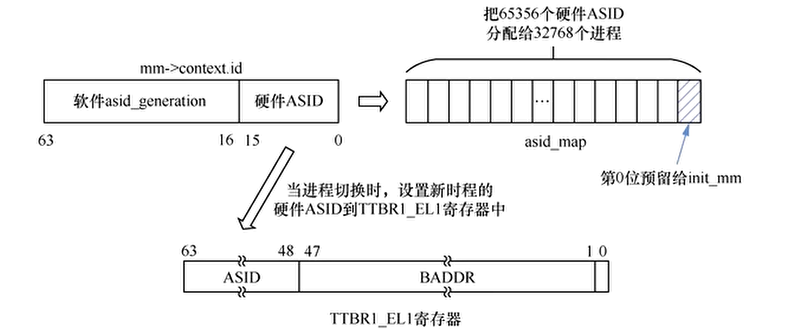 把65356个硬件ASID
分配给32768个进程
mm->context.id
软件asid_generation 硬件ASID
...
63 16 15 0
asid_map
第0位预留给init_mm
当进程切换时，设置新时程的
硬件ASID到TTBR1_EL1寄存器中
63 48 47 1 0
ASID BADDR
TTBR1_EL1寄存器